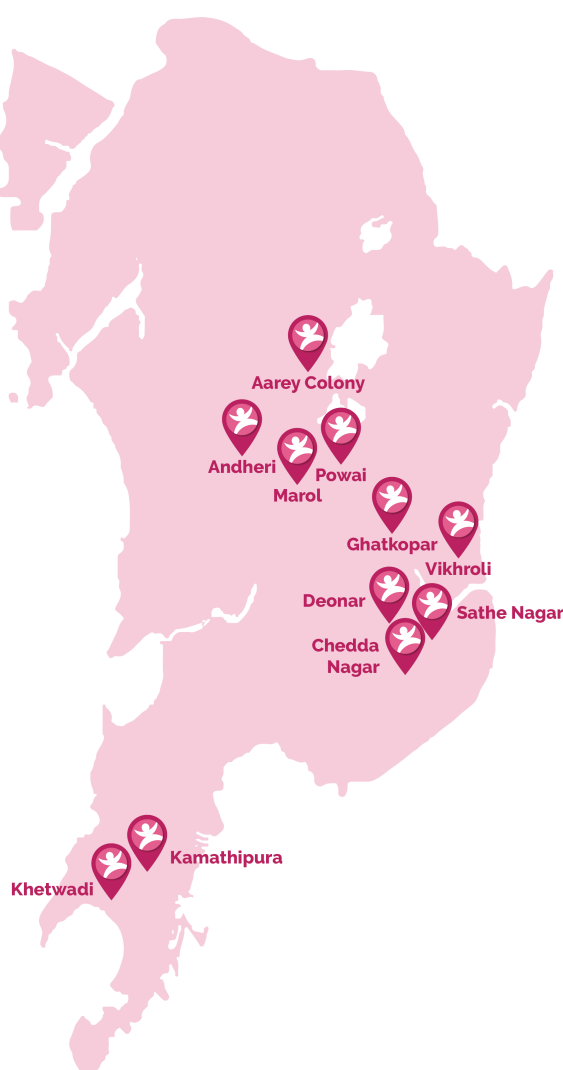 Aarey Colony
Andheri
Powai
Marol
Ghatkopar
Vikhroli
Deonar
Sathe Nagar
Chedda
Nagar
Kamathipura
Khetwadi